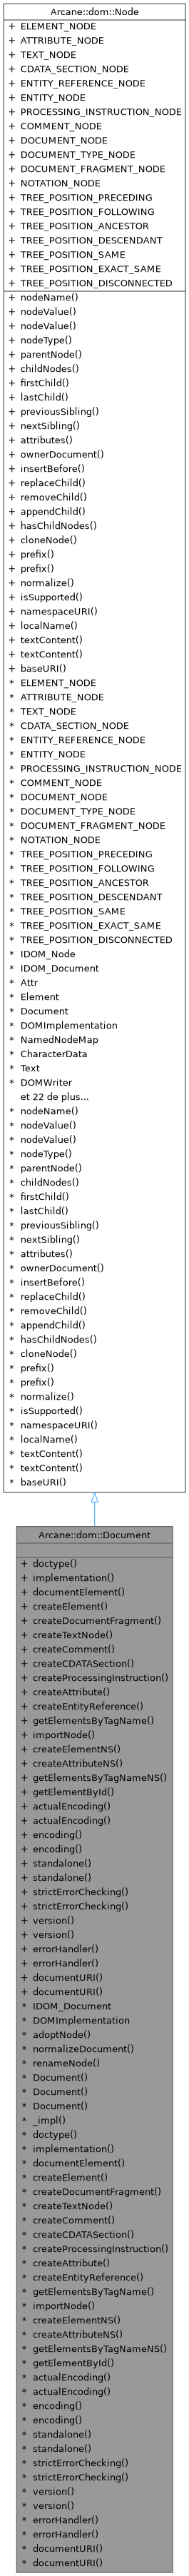 Arcane::dom::Node
+ ELEMENT_NODE
+ ATTRIBUTE_NODE
+ TEXT_NODE
+ CDATA_SECTION_NODE
+ ENTITY_REFERENCE_NODE
+ ENTITY_NODE
+ PROCESSING_INSTRUCTION_NODE
+ COMMENT_NODE
+ DOCUMENT_NODE
+ DOCUMENT_TYPE_NODE
+ DOCUMENT_FRAGMENT_NODE
+ NOTATION_NODE
+ TREE_POSITION_PRECEDING
+ TREE_POSITION_FOLLOWING
+ TREE_POSITION_ANCESTOR
+ TREE_POSITION_DESCENDANT
+ TREE_POSITION_SAME
+ TREE_POSITION_EXACT_SAME
+ TREE_POSITION_DISCONNECTED
+ nodeName()
+ nodeValue()
+ nodeValue()
+ nodeType()
+ parentNode()
+ childNodes()
+ firstChild()
+ lastChild()
+ previousSibling()
+ nextSibling()
+ attributes()
+ ownerDocument()
+ insertBefore()
+ replaceChild()
+ removeChild()
+ appendChild()
+ hasChildNodes()
+ cloneNode()
+ prefix()
+ prefix()
+ normalize()
+ isSupported()
+ namespaceURI()
+ localName()
+ textContent()
+ textContent()
+ baseURI()
* ELEMENT_NODE
* ATTRIBUTE_NODE
* TEXT_NODE
* CDATA_SECTION_NODE
* ENTITY_REFERENCE_NODE
* ENTITY_NODE
* PROCESSING_INSTRUCTION_NODE
* COMMENT_NODE
* DOCUMENT_NODE
* DOCUMENT_TYPE_NODE
* DOCUMENT_FRAGMENT_NODE
* NOTATION_NODE
* TREE_POSITION_PRECEDING
* TREE_POSITION_FOLLOWING
* TREE_POSITION_ANCESTOR
* TREE_POSITION_DESCENDANT
* TREE_POSITION_SAME
* TREE_POSITION_EXACT_SAME
* TREE_POSITION_DISCONNECTED
* IDOM_Node
* IDOM_Document
* Attr
* Element
* Document
* DOMImplementation
* NamedNodeMap
* CharacterData
* Text
* DOMWriter
et 22 de plus...
* nodeName()
* nodeValue()
* nodeValue()
* nodeType()
* parentNode()
* childNodes()
* firstChild()
* lastChild()
* previousSibling()
* nextSibling()
* attributes()
* ownerDocument()
* insertBefore()
* replaceChild()
* removeChild()
* appendChild()
* hasChildNodes()
* cloneNode()
* prefix()
* prefix()
* normalize()
* isSupported()
* namespaceURI()
* localName()
* textContent()
* textContent()
* baseURI()
Arcane::dom::Document
+ doctype()
+ implementation()
+ documentElement()
+ createElement()
+ createDocumentFragment()
+ createTextNode()
+ createComment()
+ createCDATASection()
+ createProcessingInstruction()
+ createAttribute()
+ createEntityReference()
+ getElementsByTagName()
+ importNode()
+ createElementNS()
+ createAttributeNS()
+ getElementsByTagNameNS()
+ getElementById()
+ actualEncoding()
+ actualEncoding()
+ encoding()
+ encoding()
+ standalone()
+ standalone()
+ strictErrorChecking()
+ strictErrorChecking()
+ version()
+ version()
+ errorHandler()
+ errorHandler()
+ documentURI()
+ documentURI()
* IDOM_Document
* DOMImplementation
* adoptNode()
* normalizeDocument()
* renameNode()
* Document()
* Document()
* Document()
* _impl()
* doctype()
* implementation()
* documentElement()
* createElement()
* createDocumentFragment()
* createTextNode()
* createComment()
* createCDATASection()
* createProcessingInstruction()
* createAttribute()
* createEntityReference()
* getElementsByTagName()
* importNode()
* createElementNS()
* createAttributeNS()
* getElementsByTagNameNS()
* getElementById()
* actualEncoding()
* actualEncoding()
* encoding()
* encoding()
* standalone()
* standalone()
* strictErrorChecking()
* strictErrorChecking()
* version()
* version()
* errorHandler()
* errorHandler()
* documentURI()
* documentURI()